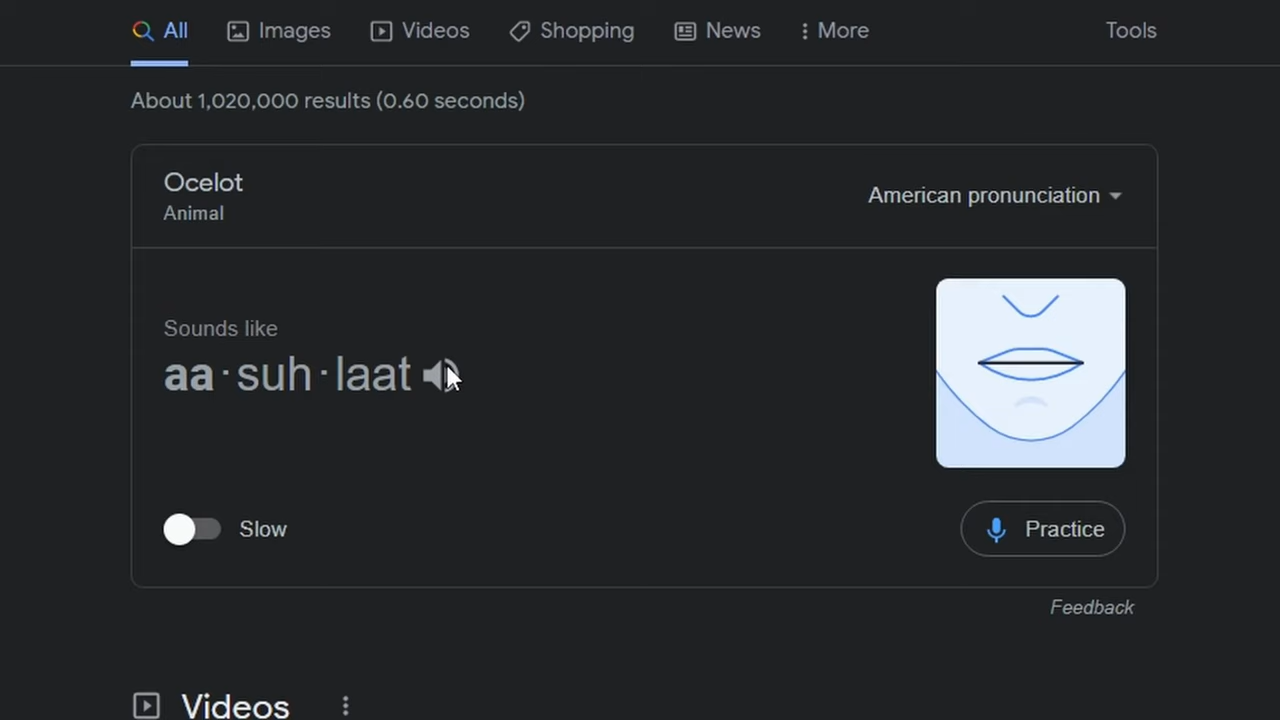 All Images Videos Shopping News More Tools
About 1,020,000 results (0.60 seconds)
Ocelot
Animal
American pronunciation
Sounds like
aa·suh·laat
Slow
Practice
Feedback
Videos